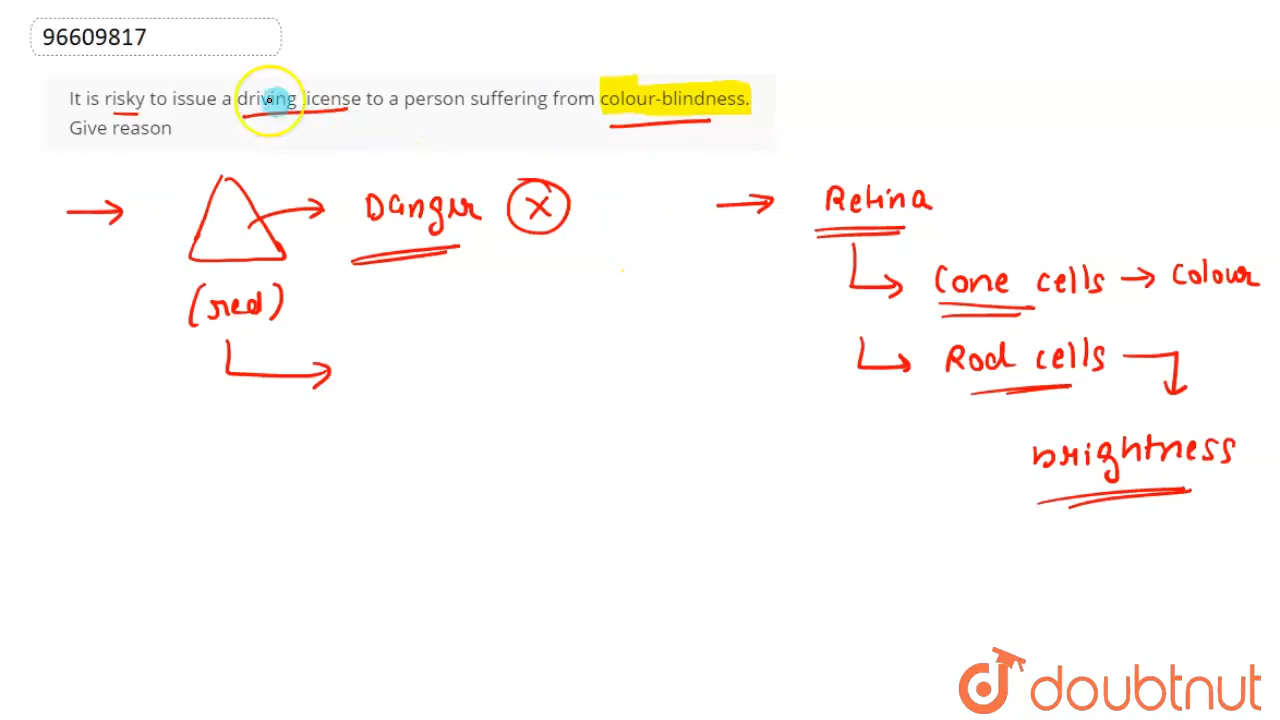 96609817
It is risky to issue a driving license to a person suffering from colour-blindness.
Give reason
Danger X
(red)
Retina
Cone cells → Colour
Rod cells
brightness
doubtnut